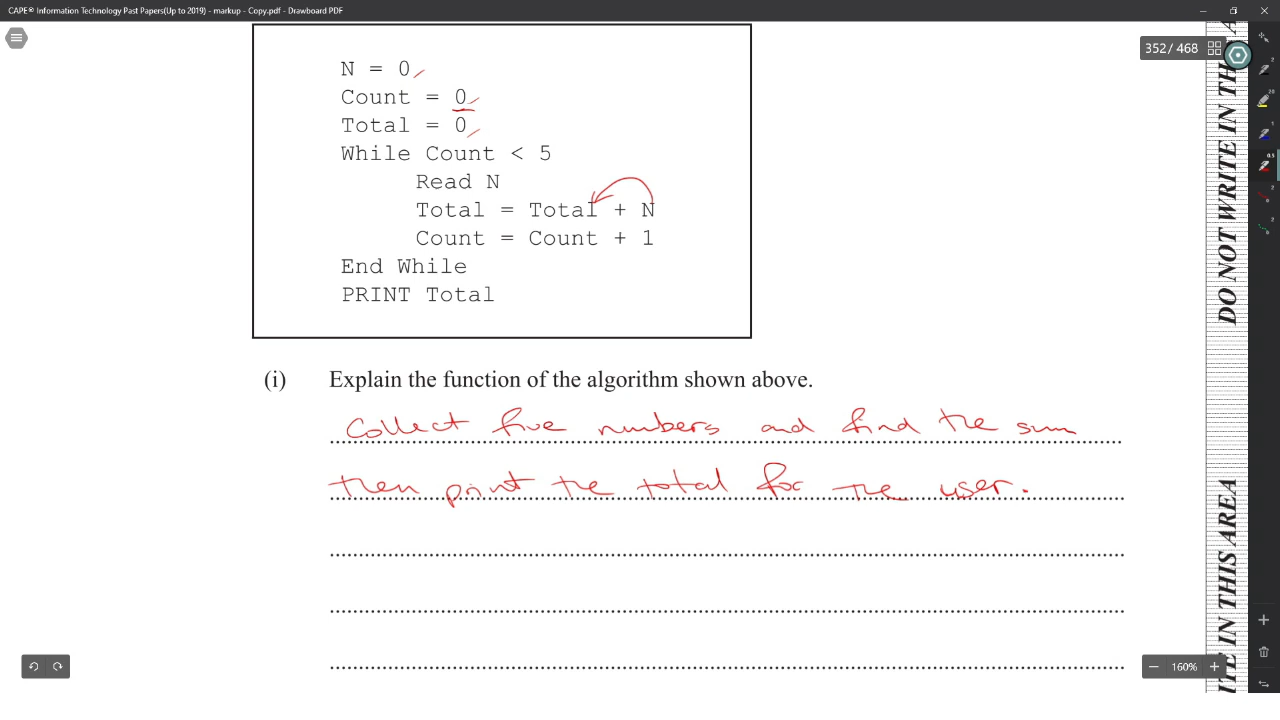 CAPE® Information Technology Past Papers(Up to 2019) - markup - Copy.pdf - Drawboard PDF
352 / 468
N = 0
Count = 0
Total = 0
While Count < 5
Read N
Total = Total + N
Count = Count + 1
End While
PRINT Total
(i) Explain the function of the algorithm shown above.
Collect five numbers and find the sum
then print the total for the user.
DO NOT WRITE IN TH
IN THIS AREA
160%